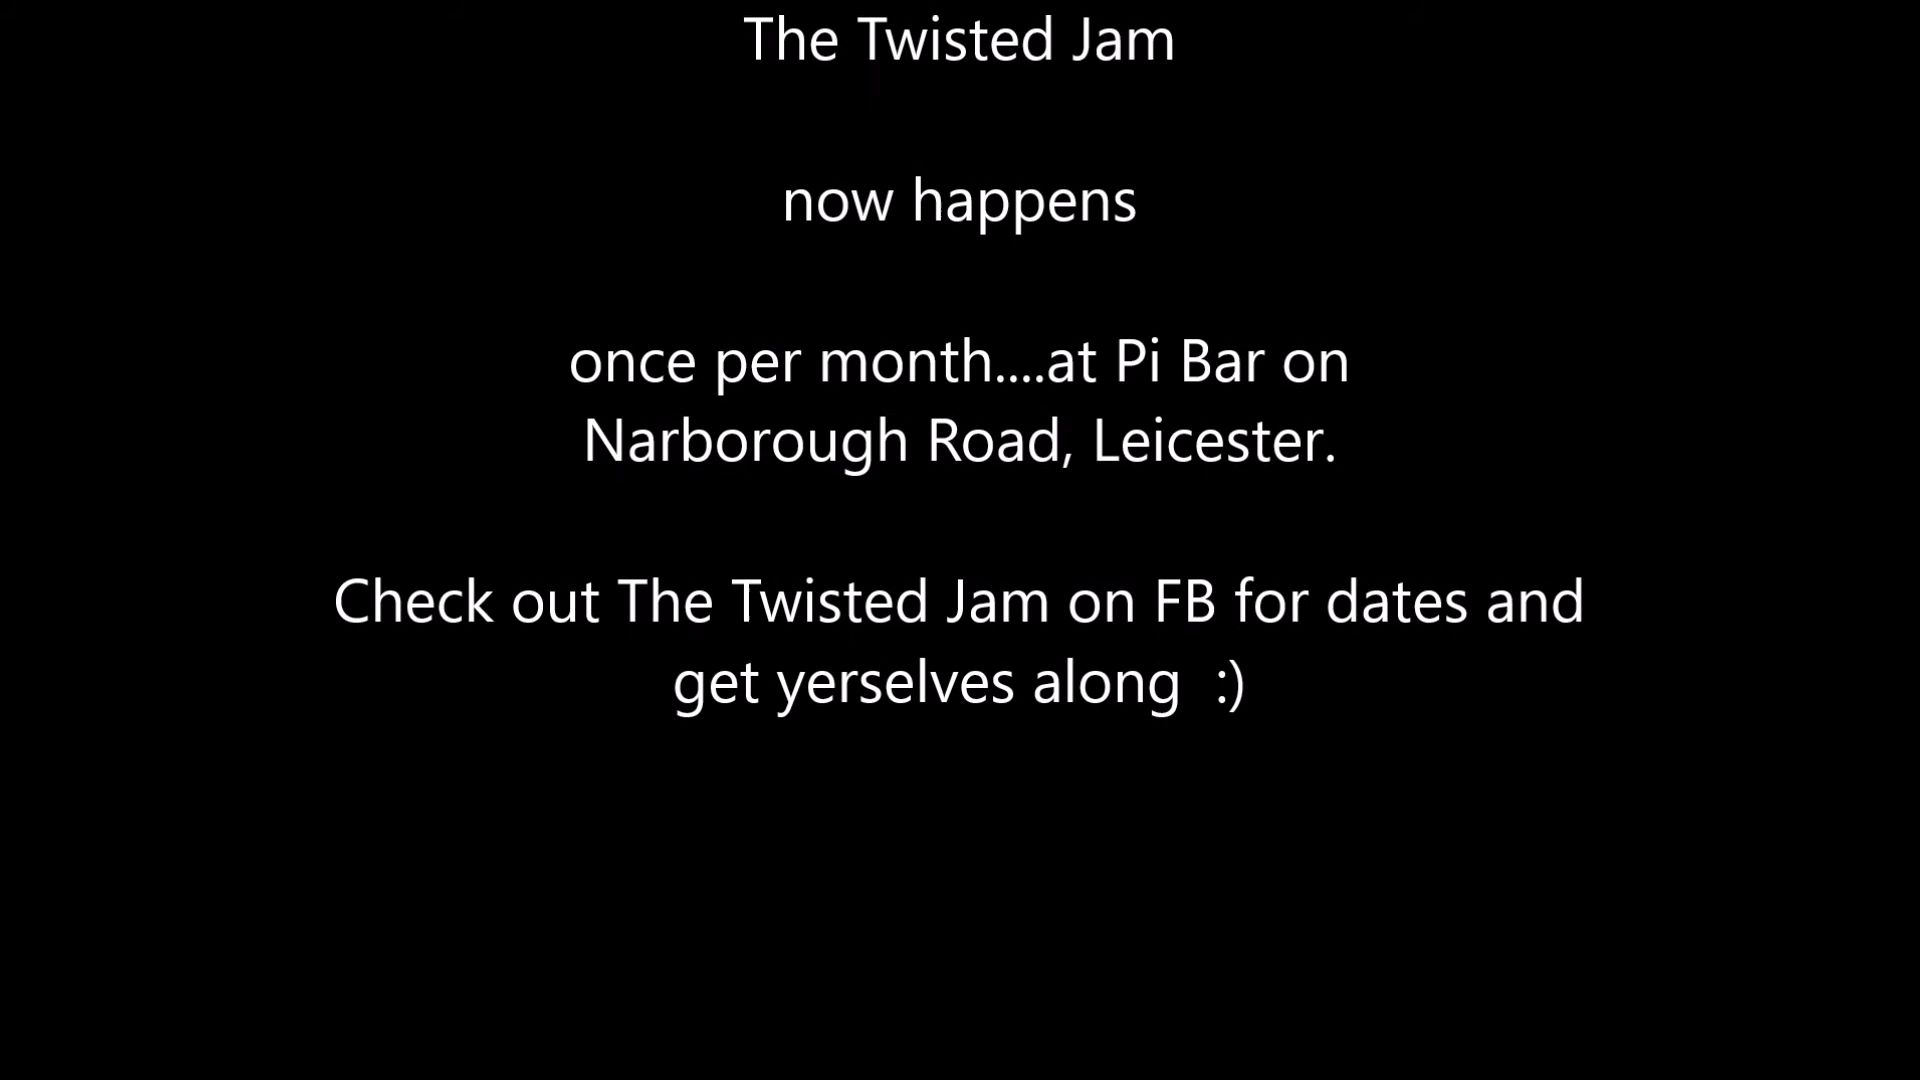 The Twisted Jam
now happens
once per month....at Pi Bar on
Narborough Road, Leicester.
Check out The Twisted Jam on FB for dates and
get yerselves along  :)